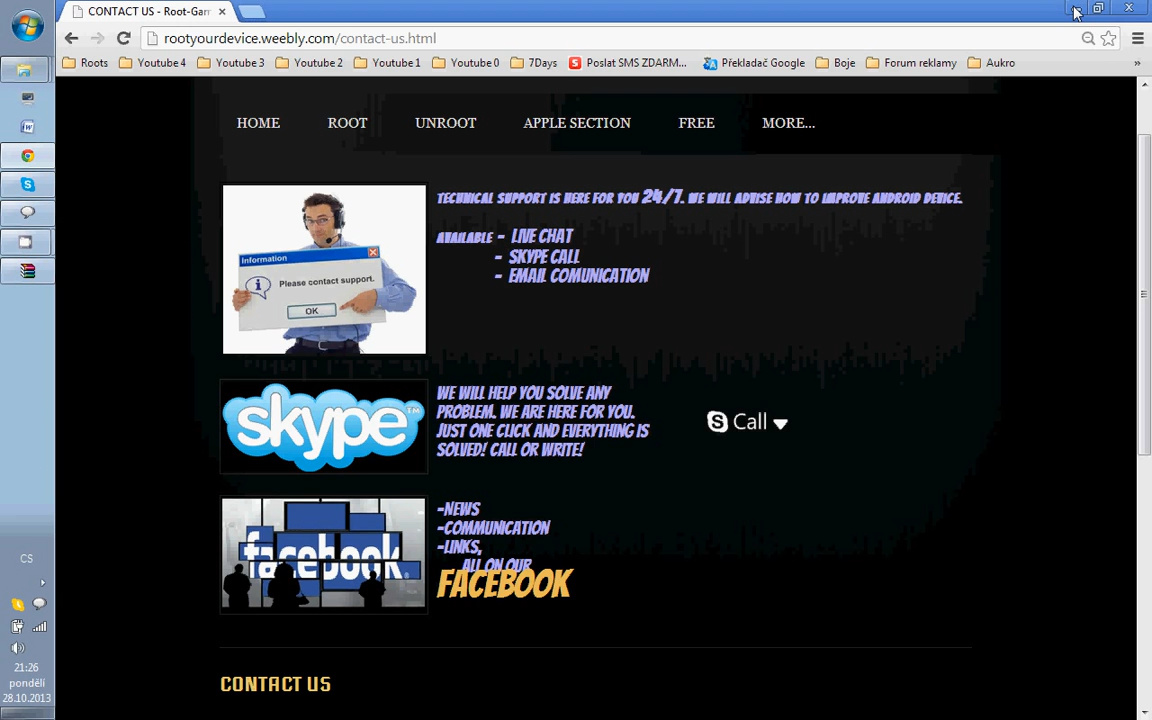 CONTACT US - Root-Gar
rootyourdevice.weebly.com/contact-us.html
Roots Youtube 4 Youtube 3 Youtube 2 Youtube 1 Youtube 0 7Days Poslat SMS ZDARM... Překladač Google Boje Forum reklamy Aukro »
HOME ROOT UNROOT APPLE SECTION FREE MORE...
TECHNICAL SUPPORT IS HERE FOR YOU 24/7. WE WILL ADVISE HOW TO IMPROVE ANDROID DEVICE.
AVAILABLE - LIVE CHAT
- SKYPE CALL
- EMAIL COMUNICATION
Information
Please contact support.
OK
skype™
WE WILL HELP YOU SOLVE ANY
PROBLEM. WE ARE HERE FOR YOU.
JUST ONE CLICK AND EVERYTHING IS
SOLVED! CALL OR WRITE!
Call
facebook
-NEWS
-COMMUNICATION
-LINKS,
ALL ON OUR
FACEBOOK
CONTACT US
CS
21:26
pondělí
28.10.2013